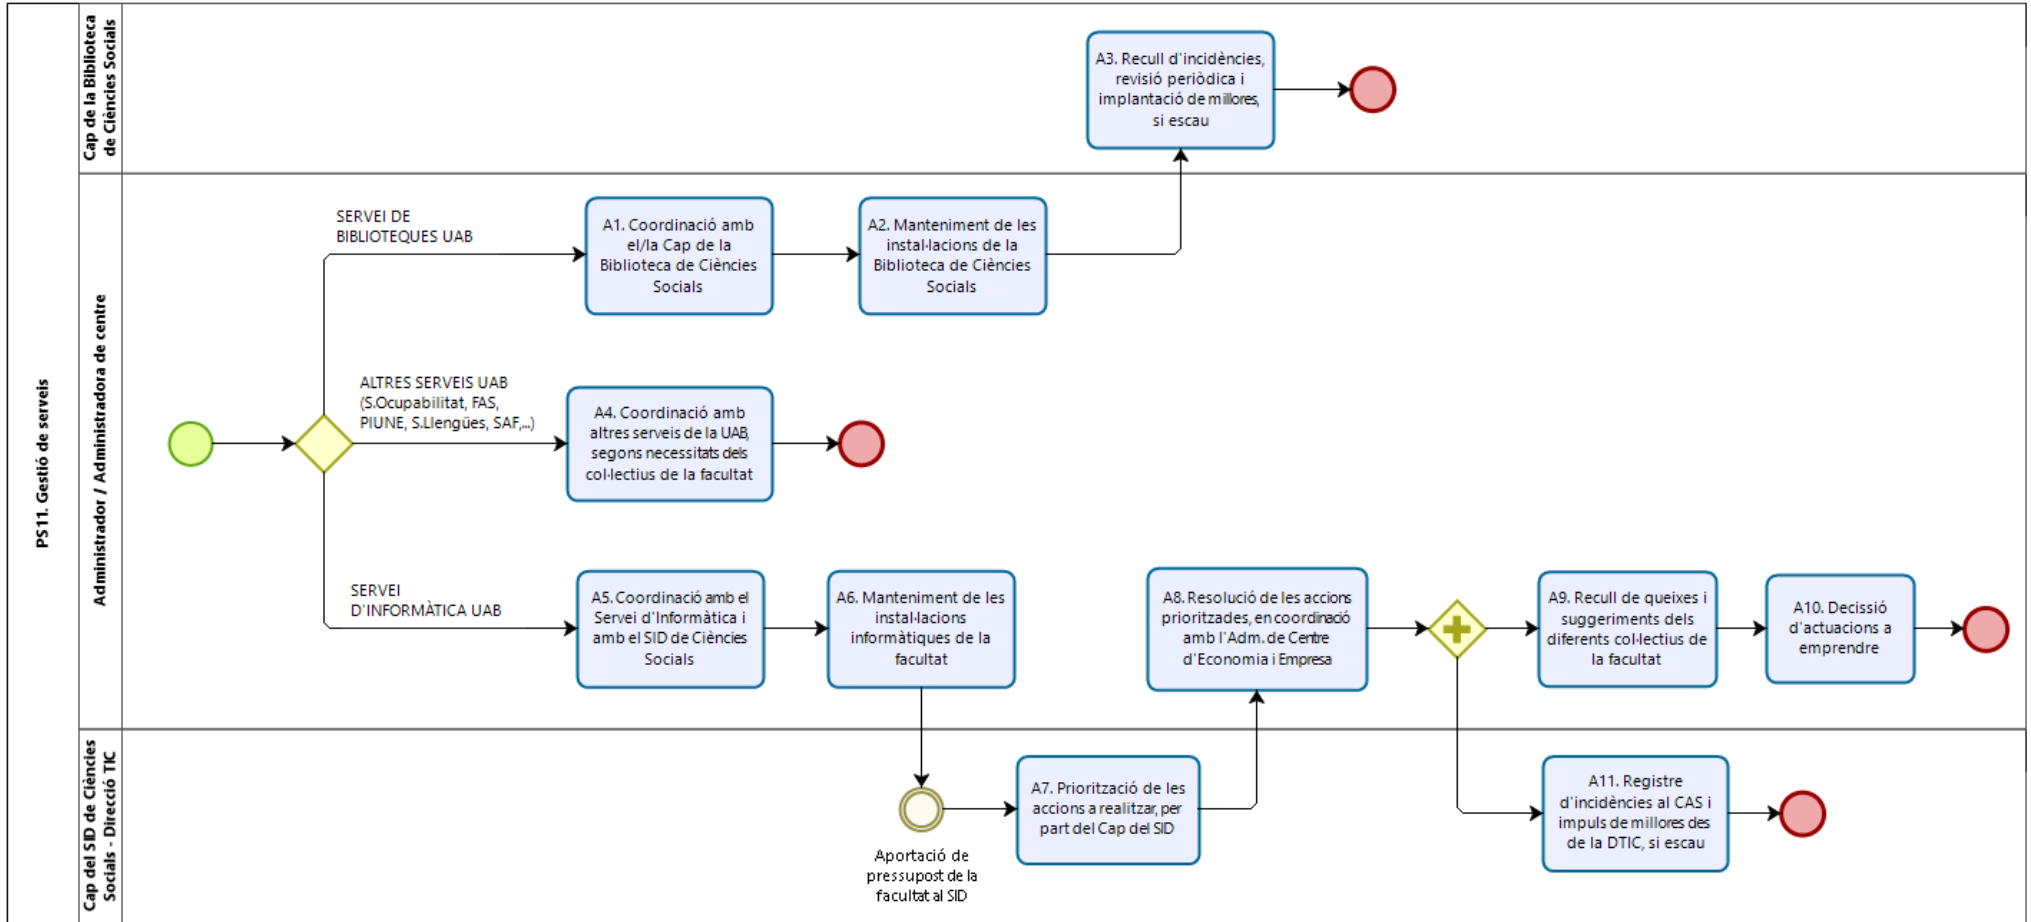 PS11. Gestió de serveis
Cap de la Biblioteca
de Ciències Socials
A3. Recull d'incidències,
revisió periòdica i
implantació de millores,
si escau
Administrador / Administradora de centre
SERVEI DE
BIBLIOTEQUES UAB
A1. Coordinació amb
el/la Cap de la
Biblioteca de Ciències
Socials
A2. Manteniment de les
instal·lacions de la
Biblioteca de Ciències
Socials
ALTRES SERVEIS UAB
(S.Ocupabilitat, FAS,
PIUNE, S.Llengües, SAF,...)
A4. Coordinació amb
altres serveis de la UAB,
segons necessitats dels
col·lectius de la facultat
SERVEI
D'INFORMÀTICA UAB
A5. Coordinació amb el
Servei d'Informàtica i
amb el SID de Ciències
Socials
A6. Manteniment de les
instal·lacions
informàtiques de la
facultat
A8. Resolució de les accions
prioritzades, en coordinació
amb l'Adm. de Centre
d'Economia i Empresa
A9. Recull de queixes i
suggeriments dels
diferents col·lectius de
la facultat
A10. Decissió
d'actuacions a
emprendre
Cap del SID de Ciències
Socials - Direcció TIC
Aportació de
pressupost de la
facultat al SID
A7. Priorització de les
accions a realitzar, per
part del Cap del SID
A11. Registre
d'incidències al CAS i
impuls de millores des
de la DTIC, si escau